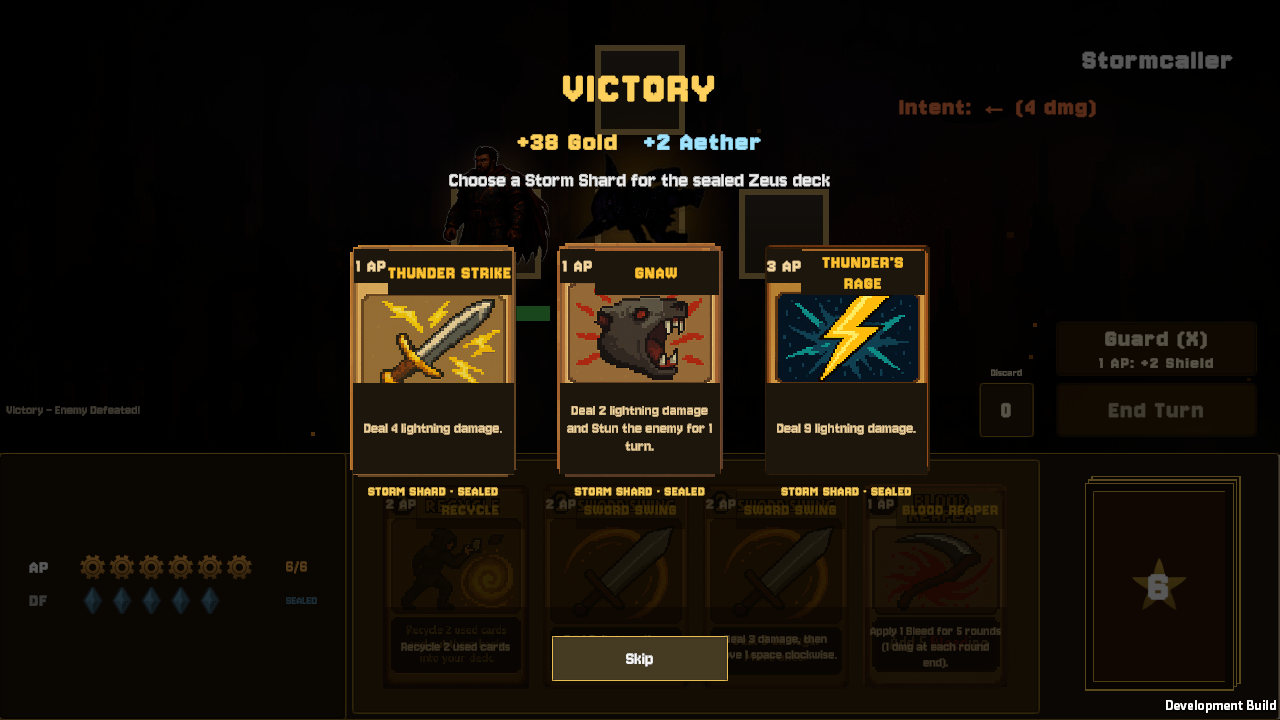 Stormcaller
VICTORY
Intent: ← (4 dmg)
+38 Gold +2 Aether
Choose a Storm Shard for the sealed Zeus deck
1 AP THUNDER STRIKE
Deal 4 lightning damage.
STORM SHARD - SEALED
1 AP GNAW
Deal 2 lightning damage
and Stun the enemy for 1
turn.
STORM SHARD - SEALED
3 AP THUNDER'S
RAGE
Deal 9 lightning damage.
STORM SHARD - SEALED
Guard (X)
1 AP: +2 Shield
Discard
0
End Turn
Victory - Enemy Defeated!
AP 6/6
DF SEALED
2 AP RECYCLE
Recycle 2 used cards
into your deck.
2 AP SWORD SWING
2 AP SWORD SWING
Deal 3 damage, then
move 1 space clockwise.
1 AP BLOOD REAPER
Apply 1 Bleed for 5 rounds
(1 dmg at each round
end).
6
Skip
Development Build